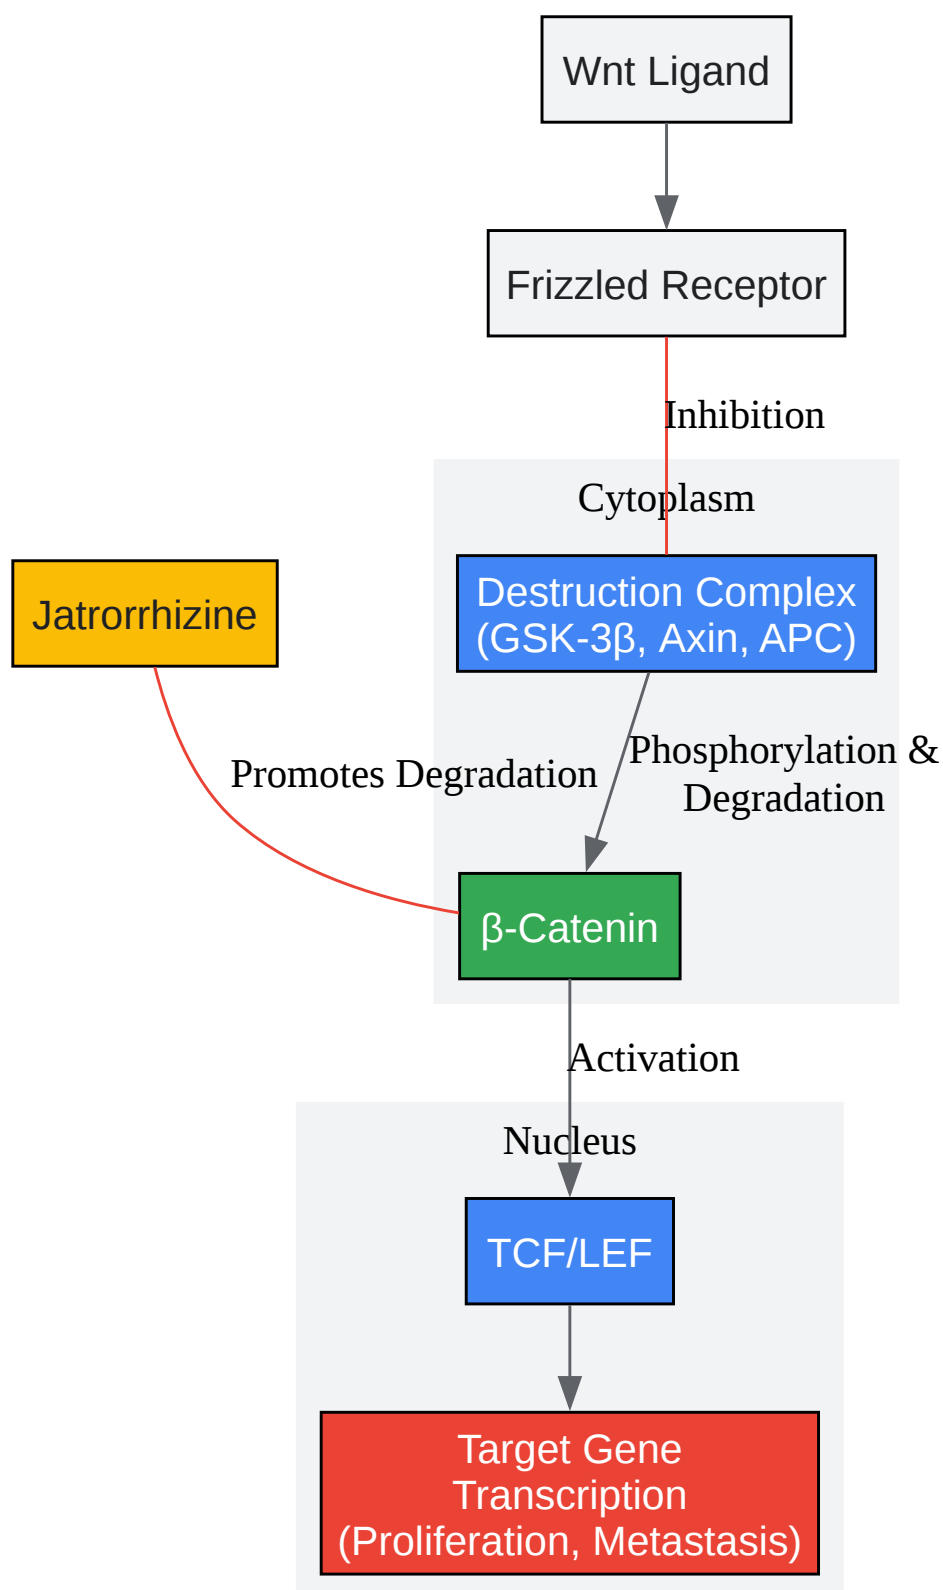 Wnt Ligand
Frizzled Receptor
Inhibition
Cytoplasm
Destruction Complex
(GSK-3β, Axin, APC)
Jatrorrhizine
Phosphorylation &
Degradation
Promotes Degradation
β-Catenin
Activation
Nucleus
TCF/LEF
Target Gene
Transcription
(Proliferation, Metastasis)